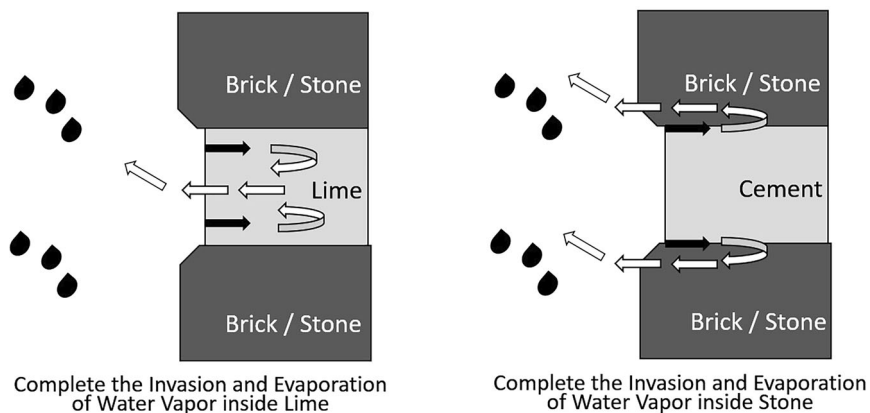 Brick / Stone
Lime
Brick / Stone
Complete the Invasion and Evaporation
of Water Vapor inside Lime
Brick / Stone
Cement
Brick / Stone
Complete the Invasion and Evaporation
of Water Vapor inside Stone